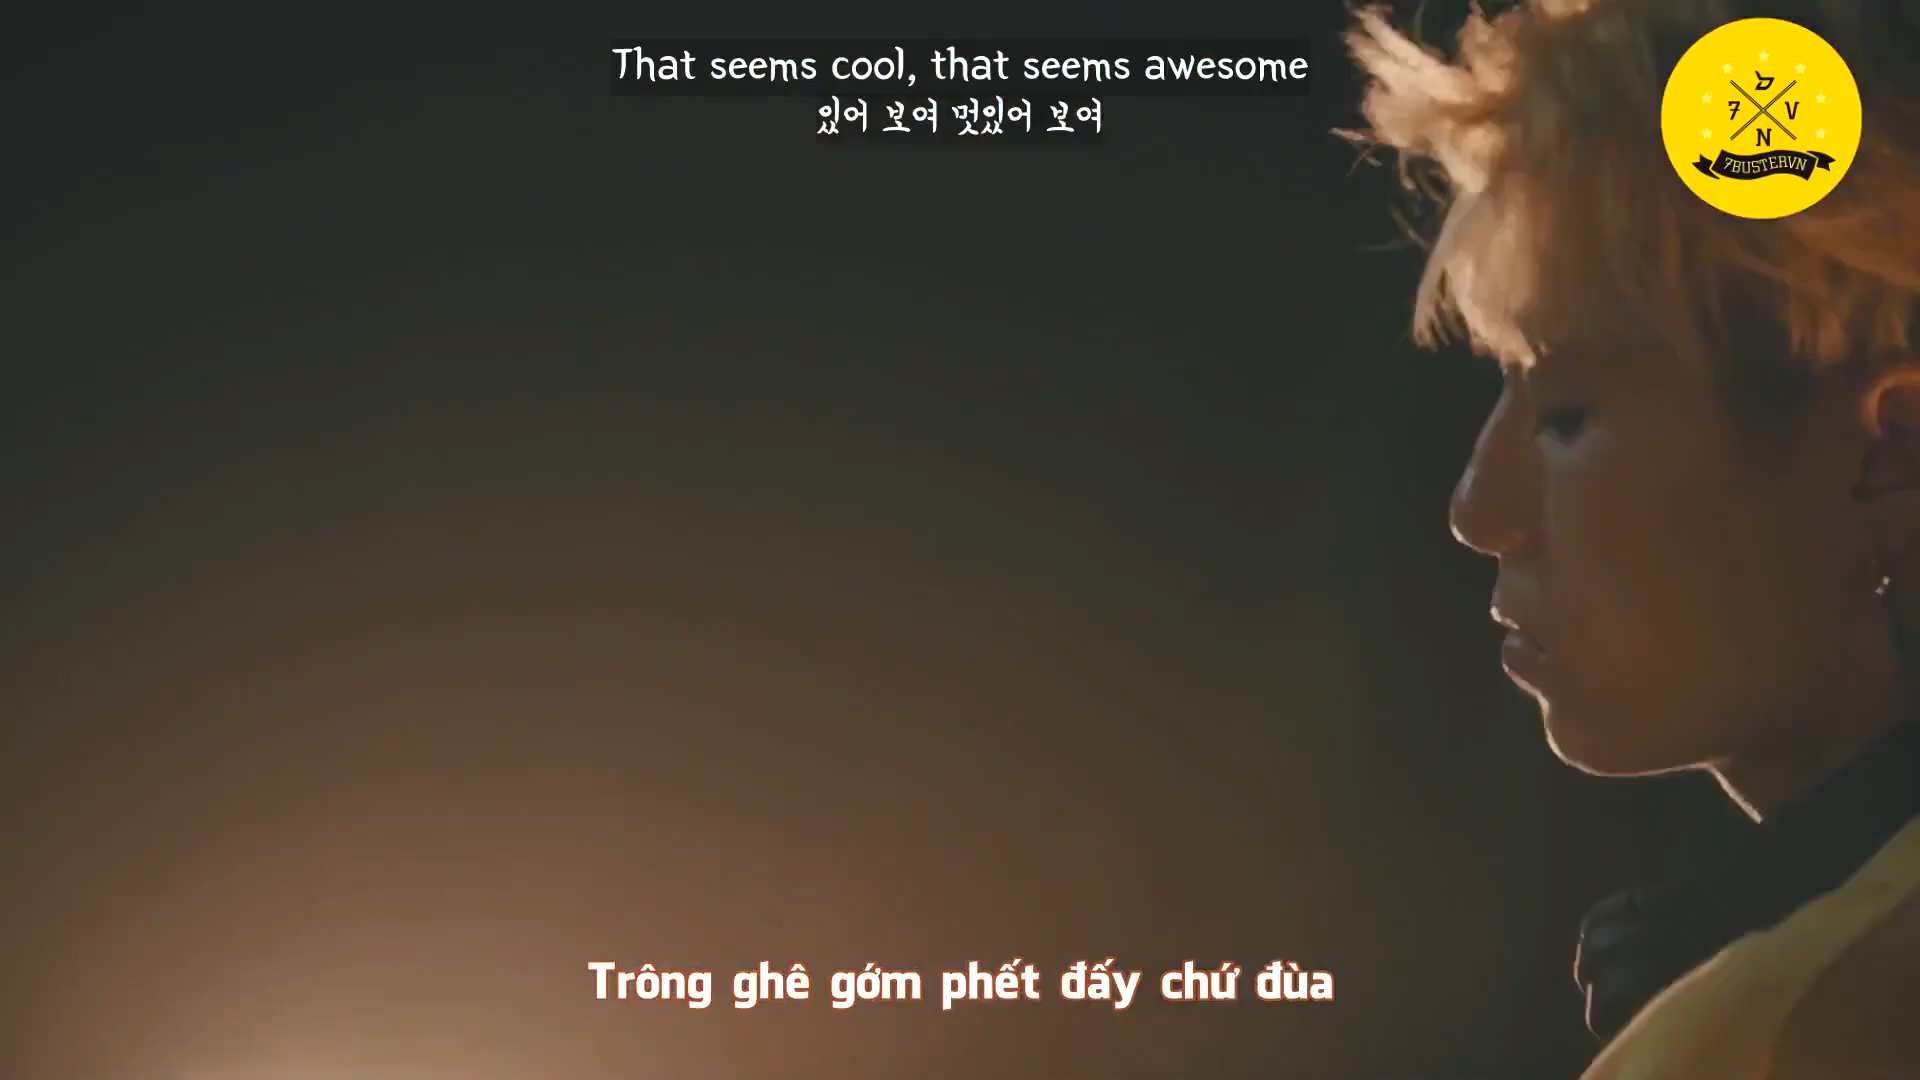 That seems cool, that seems awesome
있어 보여 멋있어 보여
7 V
N
7BUSTERVN
Trông ghê gớm phết đấy chứ đùa